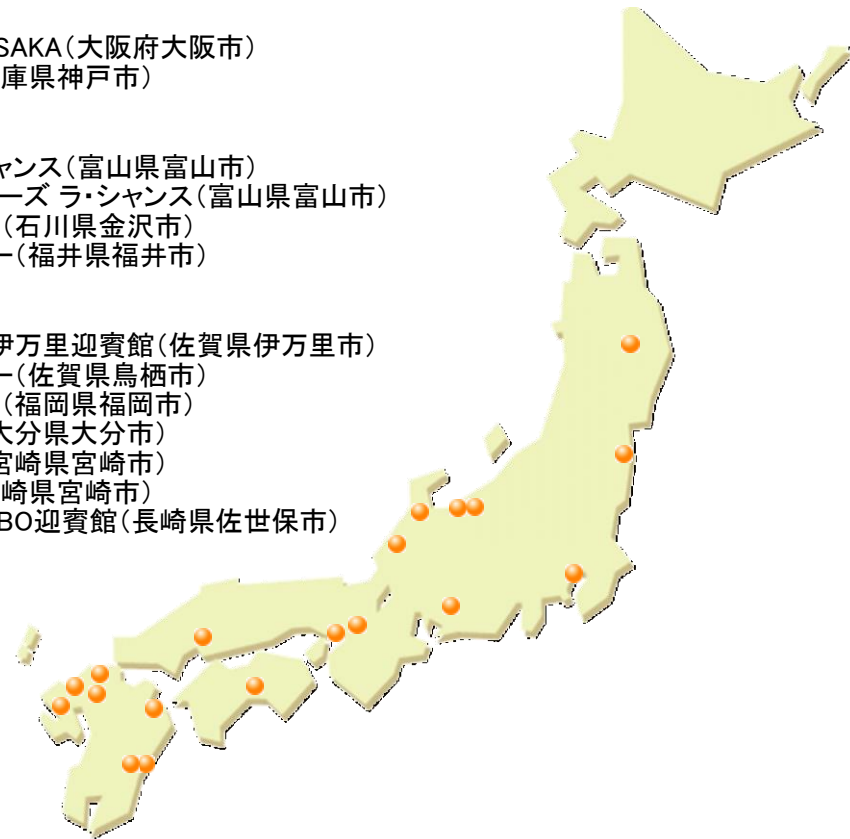 SAKA（大阪府大阪市）
庫県神戸市）
ャンス（富山県富山市）
ーズ ラ・シャンス（富山県富山市）
（石川県金沢市）
ー（福井県福井市）
伊万里迎賓館（佐賀県伊万里市）
ー（佐賀県鳥栖市）
（福岡県福岡市）
大分県大分市）
宮崎県宮崎市）
崎県宮崎市）
BO迎賓館（長崎県佐世保市）